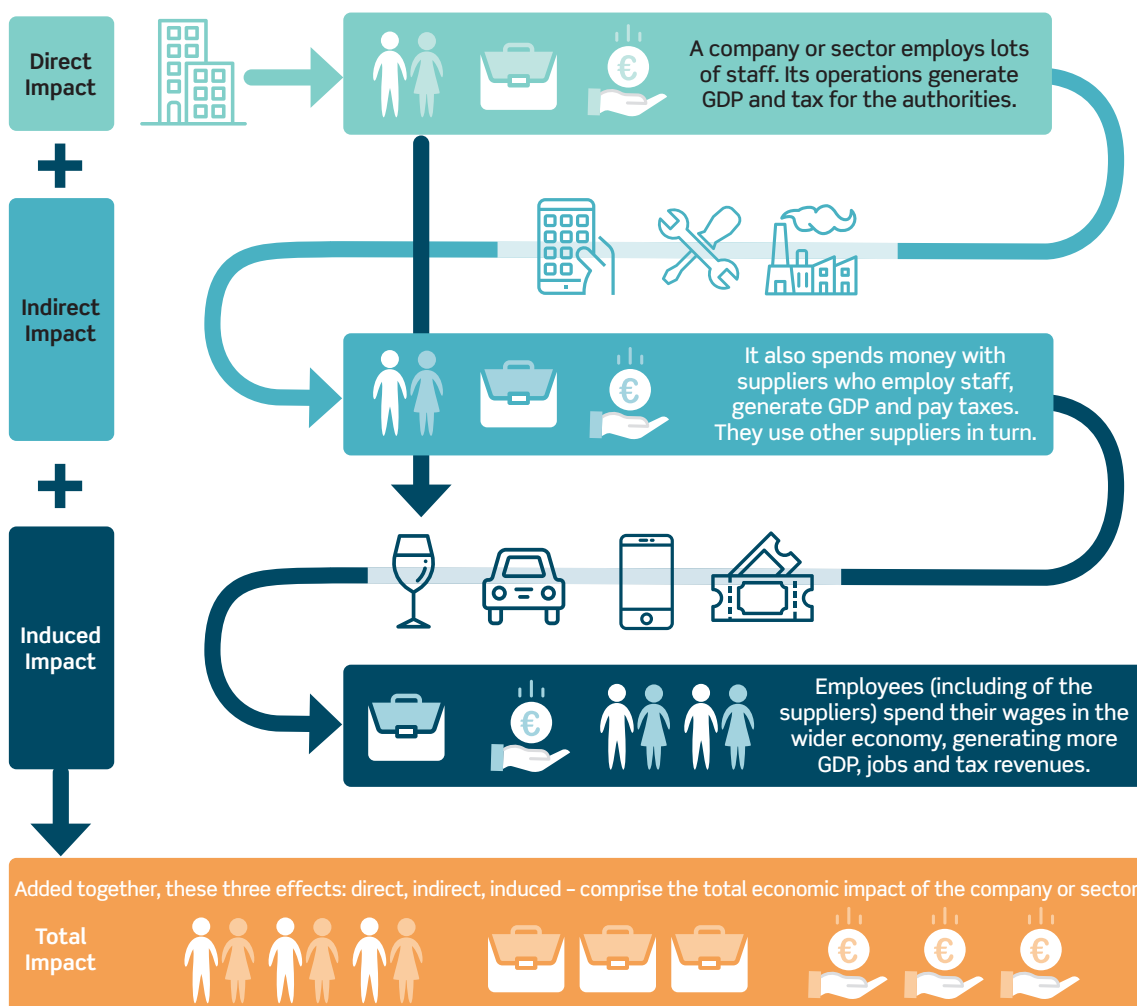 Direct
Impact
A company or sector employs lots
of staff. Its operations generate
GDP and tax for the authorities.
€
+
Indirect
Impact
It also spends money with
suppliers who employ staff,
generate GDP and pay taxes.
They use other suppliers in turn.
€
+
Induced
Impact
Employees (including of the
suppliers) spend their wages in the
wider economy, generating more
GDP, jobs and tax revenues.
€
Added together, these three effects: direct, indirect, induced – comprise the total economic impact of the company or sector
Total
Impact
€ € €